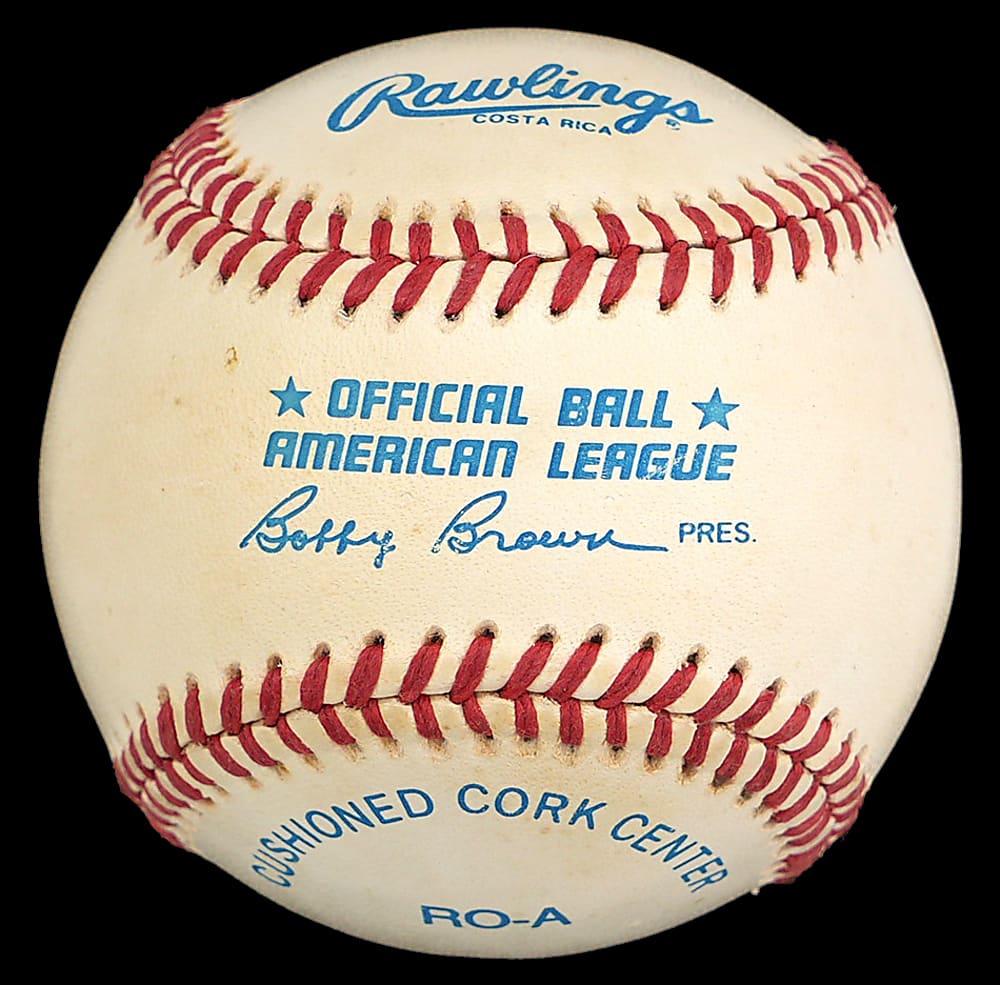 Rawlings®
COSTA RICA
★ OFFICIAL BALL ★
AMERICAN LEAGUE
Bobby Brown PRES.
CUSHIONED CORK CENTER
RO-A